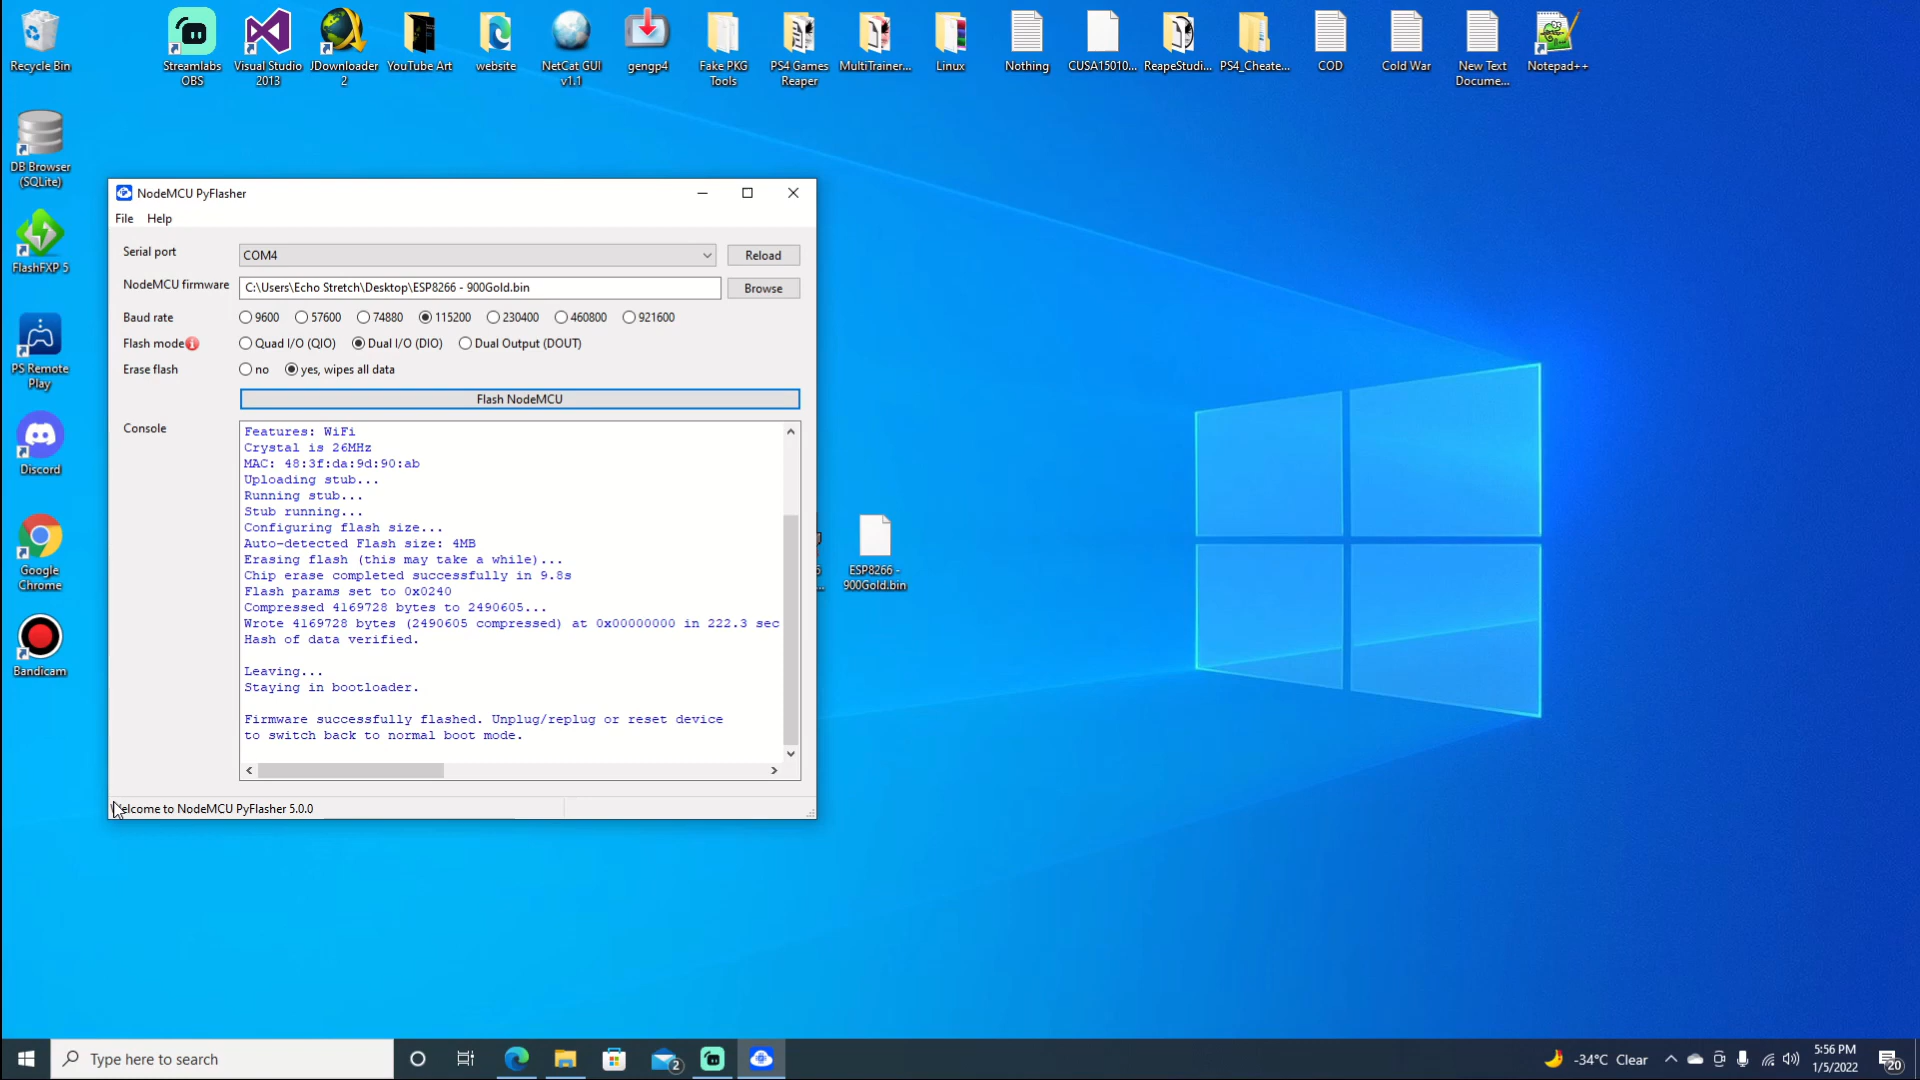 Recycle Bin
Streamlabs OBS
Visual Studio 2013
JDownloader 2
YouTube Art
website
NetCat GUI v1.1
gengp4
Fake PKG Tools
PS4 Games Reaper
MultiTrainer...
Linux
Nothing
CUSA15010...
ReapeStudi...
PS4_Cheate...
COD
Cold War
New Text Docume...
Notepad++
DB Browser (SQLite)
FlashFXP 5
PS Remote Play
Discord
Google Chrome
Bandicam
ESP8266 - 900Gold.bin
NodeMCU PyFlasher
File Help
Serial port COM4 Reload
NodeMCU firmware C:\Users\Echo Stretch\Desktop\ESP8266 - 900Gold.bin Browse
Baud rate 9600 57600 74880 115200 230400 460800 921600
Flash mode Quad I/O (QIO) Dual I/O (DIO) Dual Output (DOUT)
Erase flash no yes, wipes all data
Flash NodeMCU
Console
Features: WiFi
Crystal is 26MHz
MAC: 48:3f:da:9d:90:ab
Uploading stub...
Running stub...
Stub running...
Configuring flash size...
Auto-detected Flash size: 4MB
Erasing flash (this may take a while)...
Chip erase completed successfully in 9.8s
Flash params set to 0x0240
Compressed 4169728 bytes to 2490605...
Wrote 4169728 bytes (2490605 compressed) at 0x00000000 in 222.3 sec
Hash of data verified.
Leaving...
Staying in bootloader.
Firmware successfully flashed. Unplug/replug or reset device
to switch back to normal boot mode.
Welcome to NodeMCU PyFlasher 5.0.0
Type here to search
2
-34°C Clear
5:56 PM
1/5/2022
20